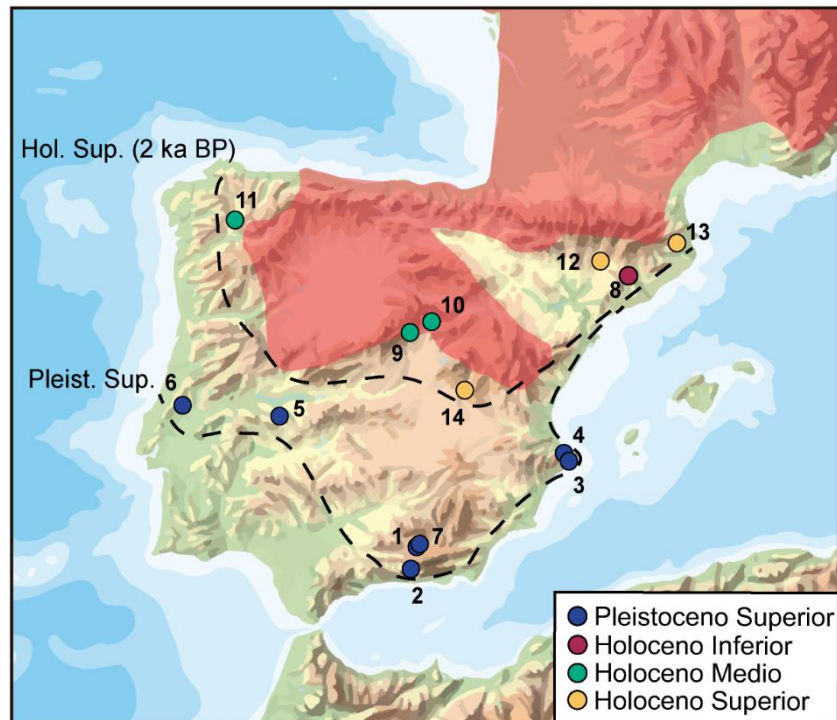 Hol. Sup. (2 ka BP)
11
13
12
8
10
9
Pleist. Sup.
6
5
14
4
3
1 7
2
Pleistoceno Superior
Holoceno Inferior
Holoceno Medio
Holoceno Superior